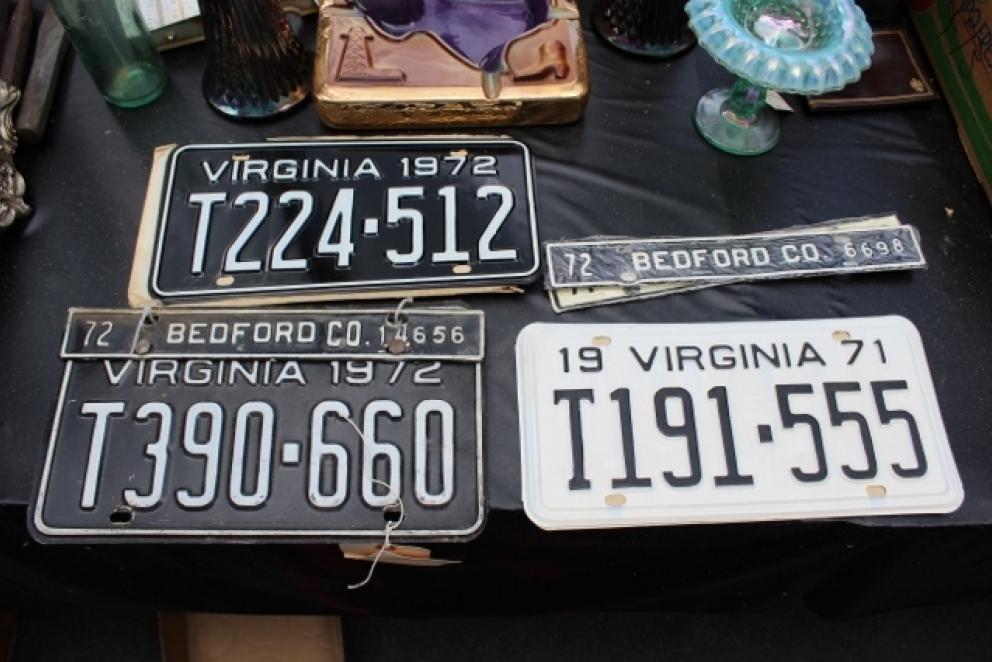 VIRGINIA 1972
T224·512
72 BEDFORD CO. 6698
72 BEDFORD CO. 14656
VIRGINIA 1972
T390·660
19 VIRGINIA 71
T191·555